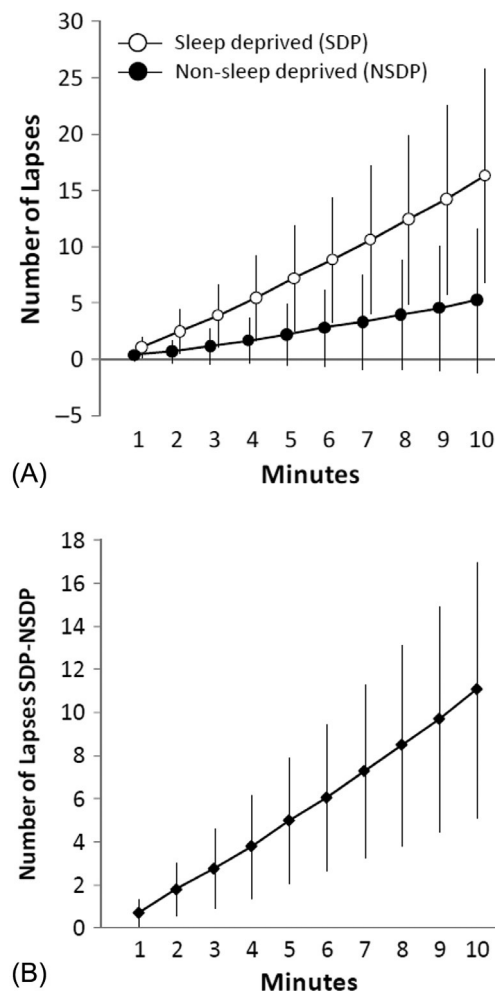 30
Sleep deprived (SDP)
25
Non-sleep deprived (NSDP)
20
15
10
5
0
–5
Number of Lapses
1 2 3 4 5 6 7 8 9 10
Minutes
(A)
18
16
14
12
10
8
6
4
2
0
Number of Lapses SDP-NSDP
1 2 3 4 5 6 7 8 9 10
Minutes
(B)